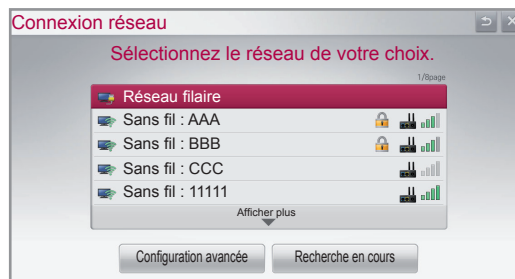 Connexion réseau
Sélectionnez le réseau de votre choix.
1/8page
Réseau filaire
Sans fil : AAA
Sans fil : BBB
Sans fil : CCC
Sans fil : 11111
Afficher plus
Configuration avancée
Recherche en cours